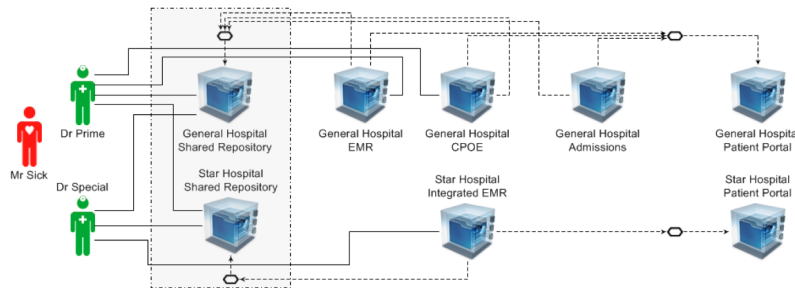 Dr Prime
General Hospital
Shared Repository
General Hospital
EMR
General Hospital
CPOE
General Hospital
Admissions
General Hospita
Patient Portal
Mr Sick
Dr Special
Star Hospital
Shared Repository
Star Hospital
Integrated EMR
Star Hospital
Patient Portal